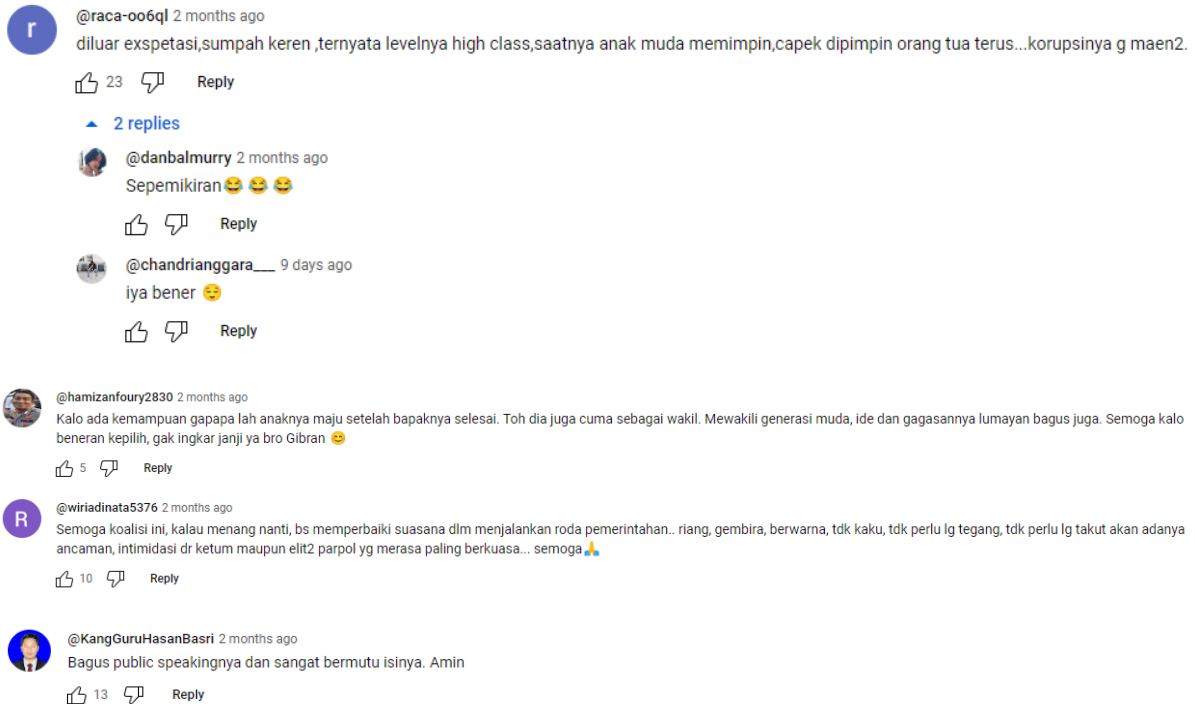 r
@raca-oo6ql 2 months ago
diluar exspetasi,sumpah keren ,ternyata levelnya high class,saatnya anak muda memimpin,capek dipimpin orang tua terus...korupsinya g maen2.
23 Reply
2 replies
@danbalmurry 2 months ago
Sepemikiran😂 😂 😂
Reply
@chandrianggara___ 9 days ago
iya bener 😌
Reply
@hamizanfoury2830 2 months ago
Kalo ada kemampuan gapapa lah anaknya maju setelah bapaknya selesai. Toh dia juga cuma sebagai wakil. Mewakili generasi muda, ide dan gagasannya lumayan bagus juga. Semoga kalo
beneran kepilih, gak ingkar janji ya bro Gibran 😊
5 Reply
R
@wiriadinata5376 2 months ago
Semoga koalisi ini, kalau menang nanti, bs memperbaiki suasana dlm menjalankan roda pemerintahan.. riang, gembira, berwarna, tdk kaku, tdk perlu lg tegang, tdk perlu lg takut akan adanya
ancaman, intimidasi dr ketum maupun elit2 parpol yg merasa paling berkuasa... semoga🙏
10 Reply
@KangGuruHasanBasri 2 months ago
Bagus public speakingnya dan sangat bermutu isinya. Amin
13 Reply